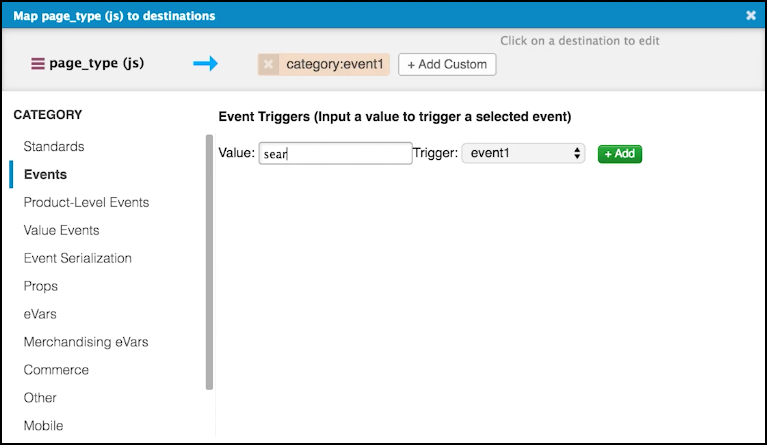 Map page_type (js) to destinations
Click on a destination to edit
page_type (js)
category:event1
+ Add Custom
CATEGORY
Standards
Events
Product-Level Events
Value Events
Event Serialization
Props
eVars
Merchandising eVars
Commerce
Other
Mobile
Event Triggers (Input a value to trigger a selected event)
Value: sear Trigger: event1 + Add